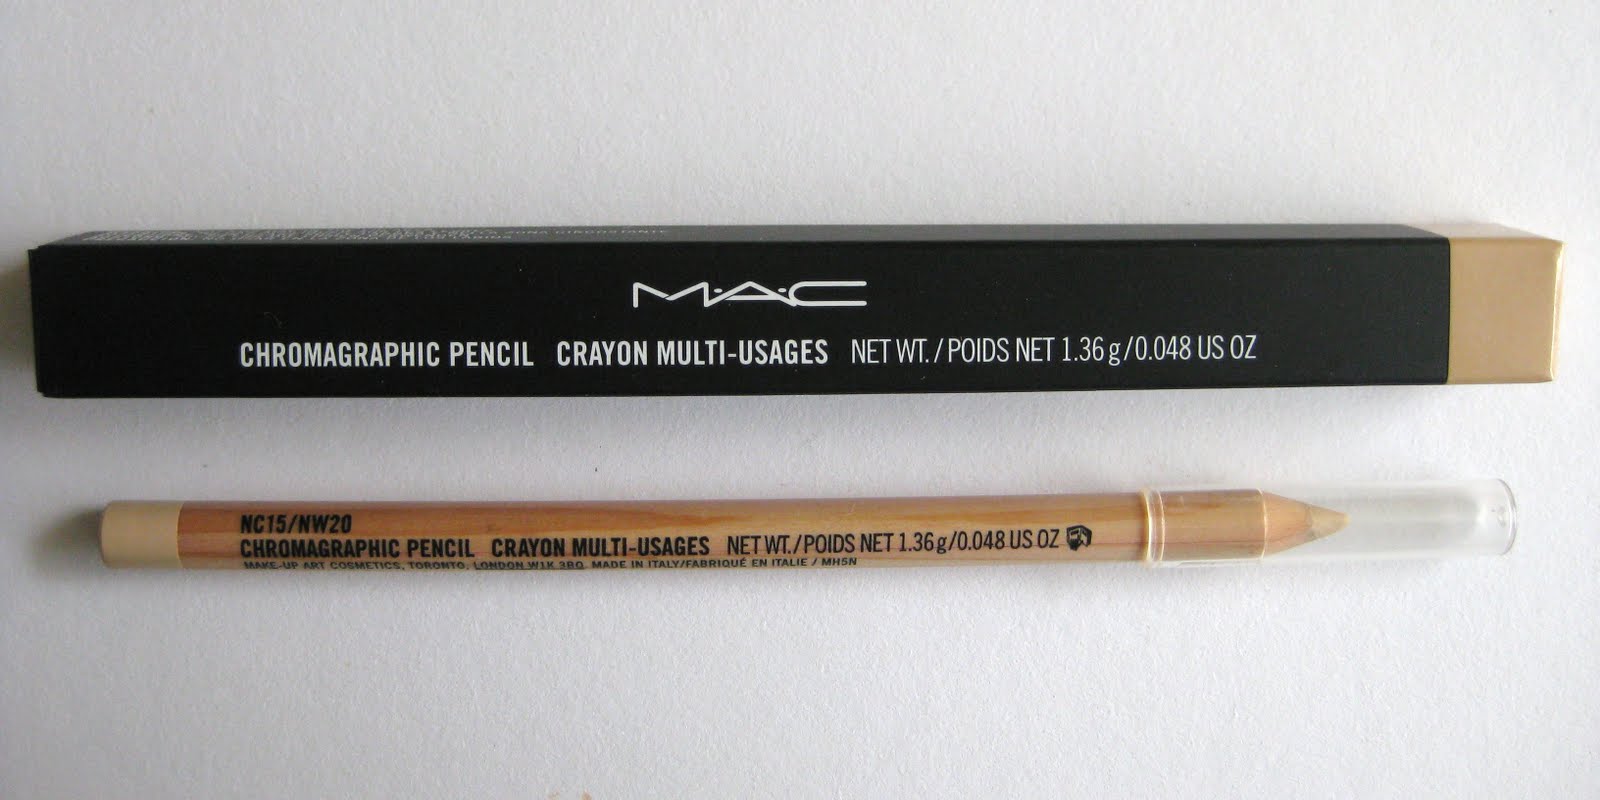 M·A·C
CHROMAGRAPHIC PENCIL CRAYON MULTI-USAGES NET WT. / POIDS NET 1.36 g/0.048 US OZ
NC15/NW20
CHROMAGRAPHIC PENCIL CRAYON MULTI-USAGES NET WT./POIDS NET 1.36 g/0.048 US OZ
MAKE-UP ART COSMETICS, TORONTO, LONDON W1K 3BQ. MADE IN ITALY/FABRIQUÉ EN ITALIE / MH5N